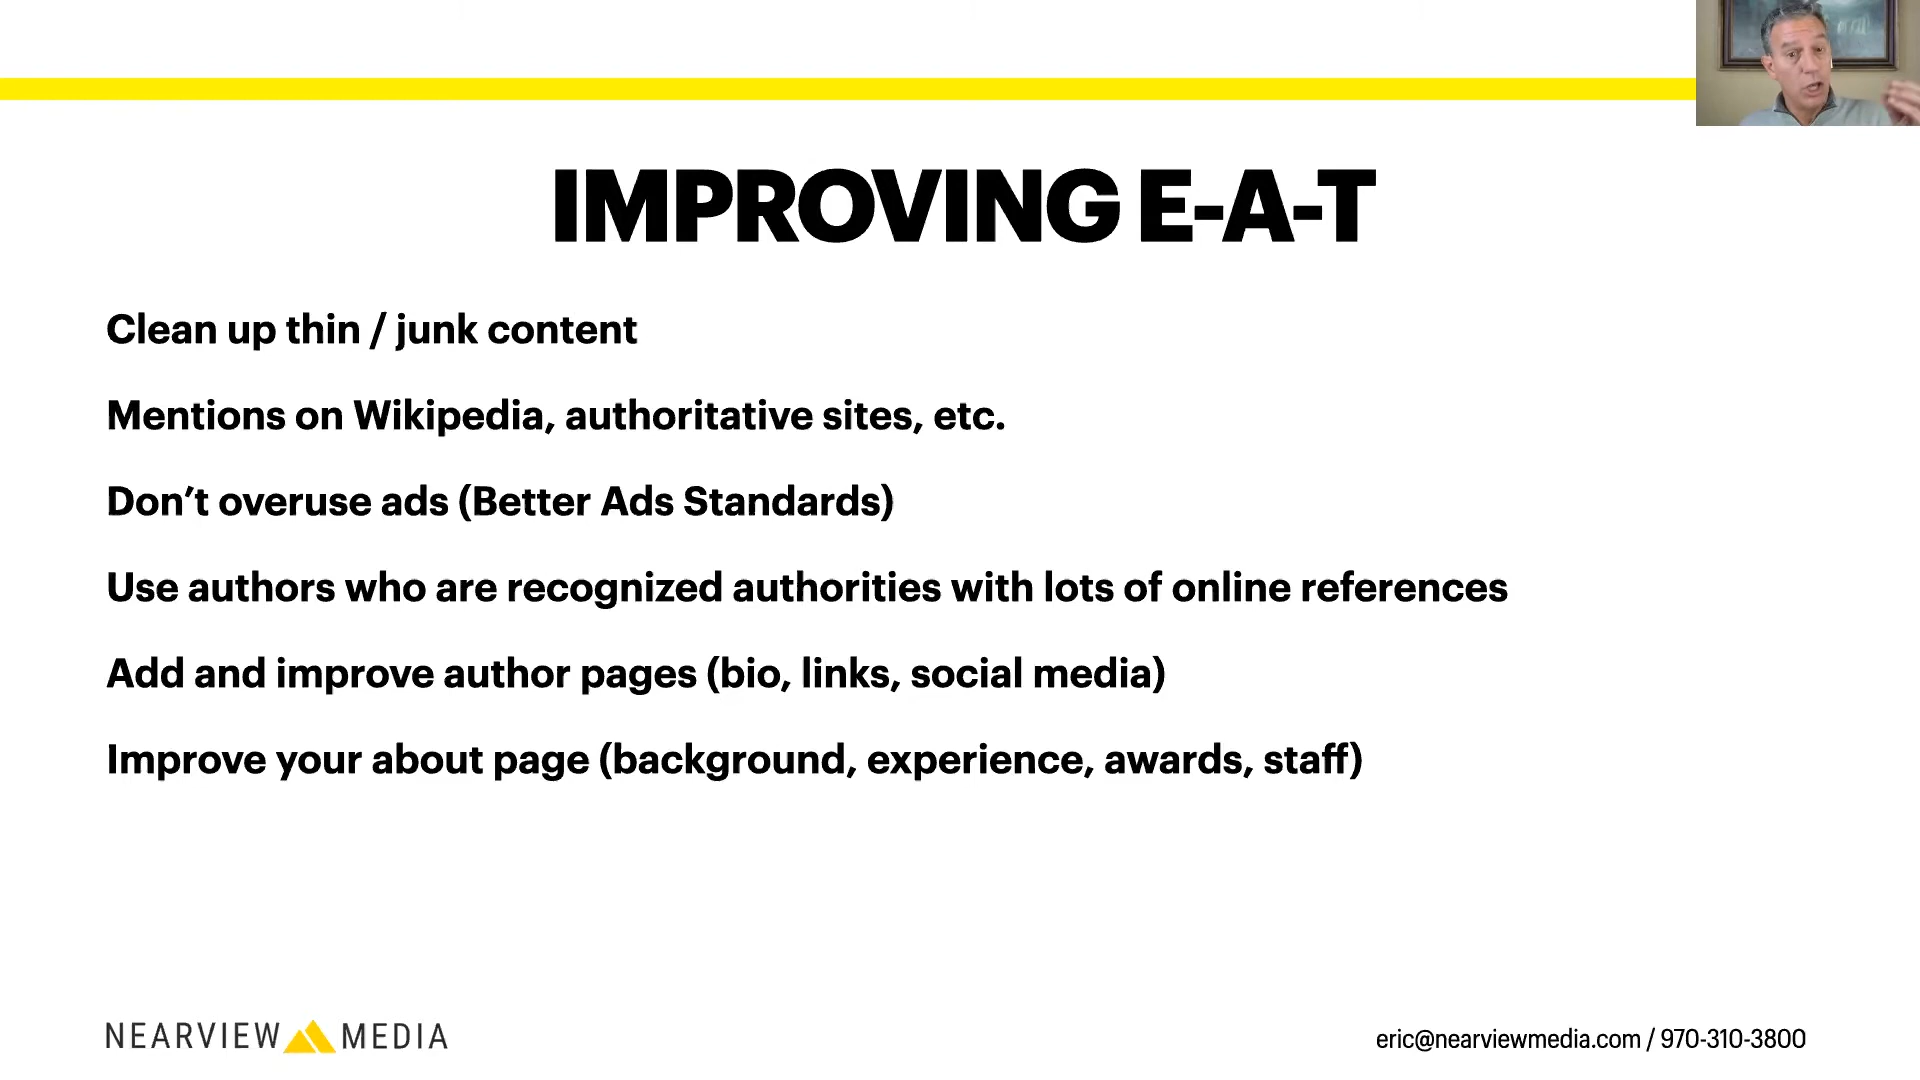 IMPROVING E-A-T
Clean up thin / junk content
Mentions on Wikipedia, authoritative sites, etc.
Don’t overuse ads (Better Ads Standards)
Use authors who are recognized authorities with lots of online references
Add and improve author pages (bio, links, social media)
Improve your about page (background, experience, awards, staff)
NEARVIEW MEDIA
eric@nearviewmedia.com / 970-310-3800